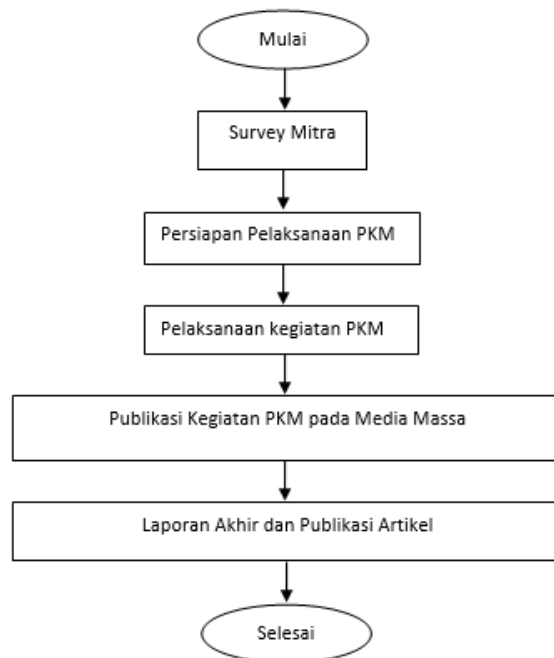 Mulai
Survey Mitra
Persiapan Pelaksanaan PKM
Pelaksanaan kegiatan PKM
Publikasi Kegiatan PKM pada Media Massa
Laporan Akhir dan Publikasi Artikel
Selesai